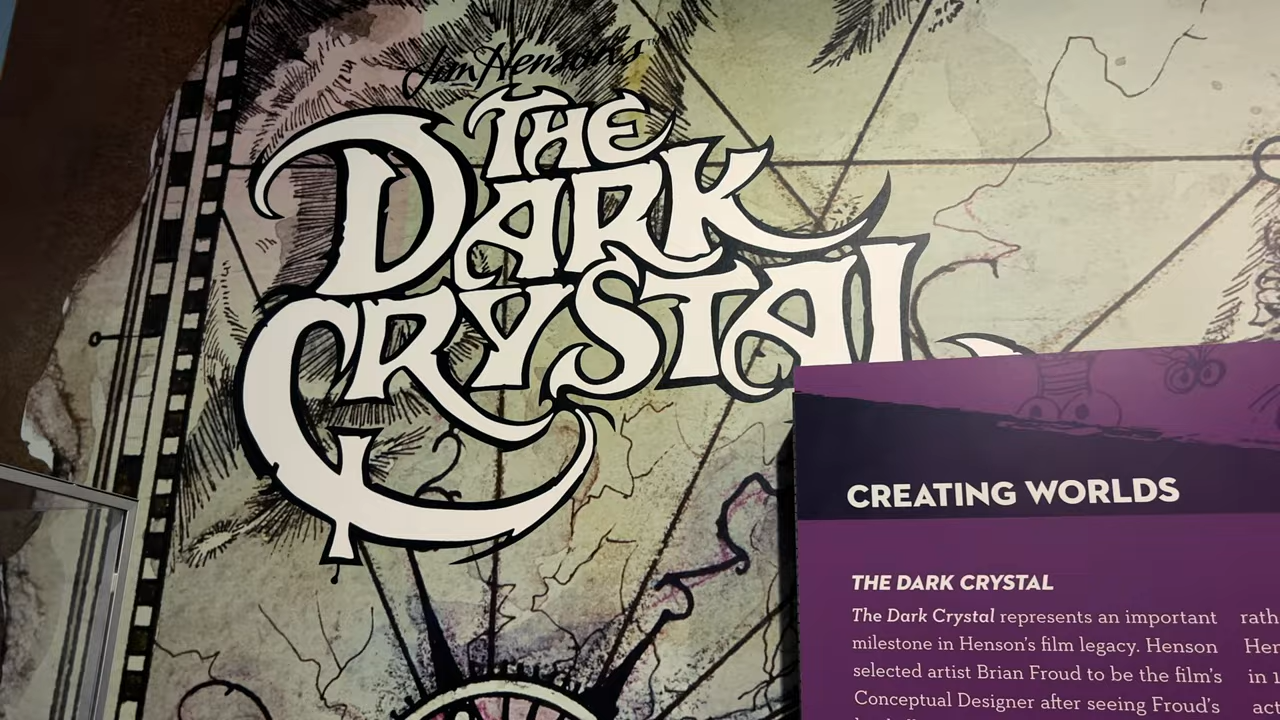 Jim Henson's™
THE
DARK
CRYSTAL
CREATING WORLDS
THE DARK CRYSTAL
The Dark Crystal represents an important
milestone in Henson's film legacy. Henson
selected artist Brian Froud to be the film's
Conceptual Designer after seeing Froud's